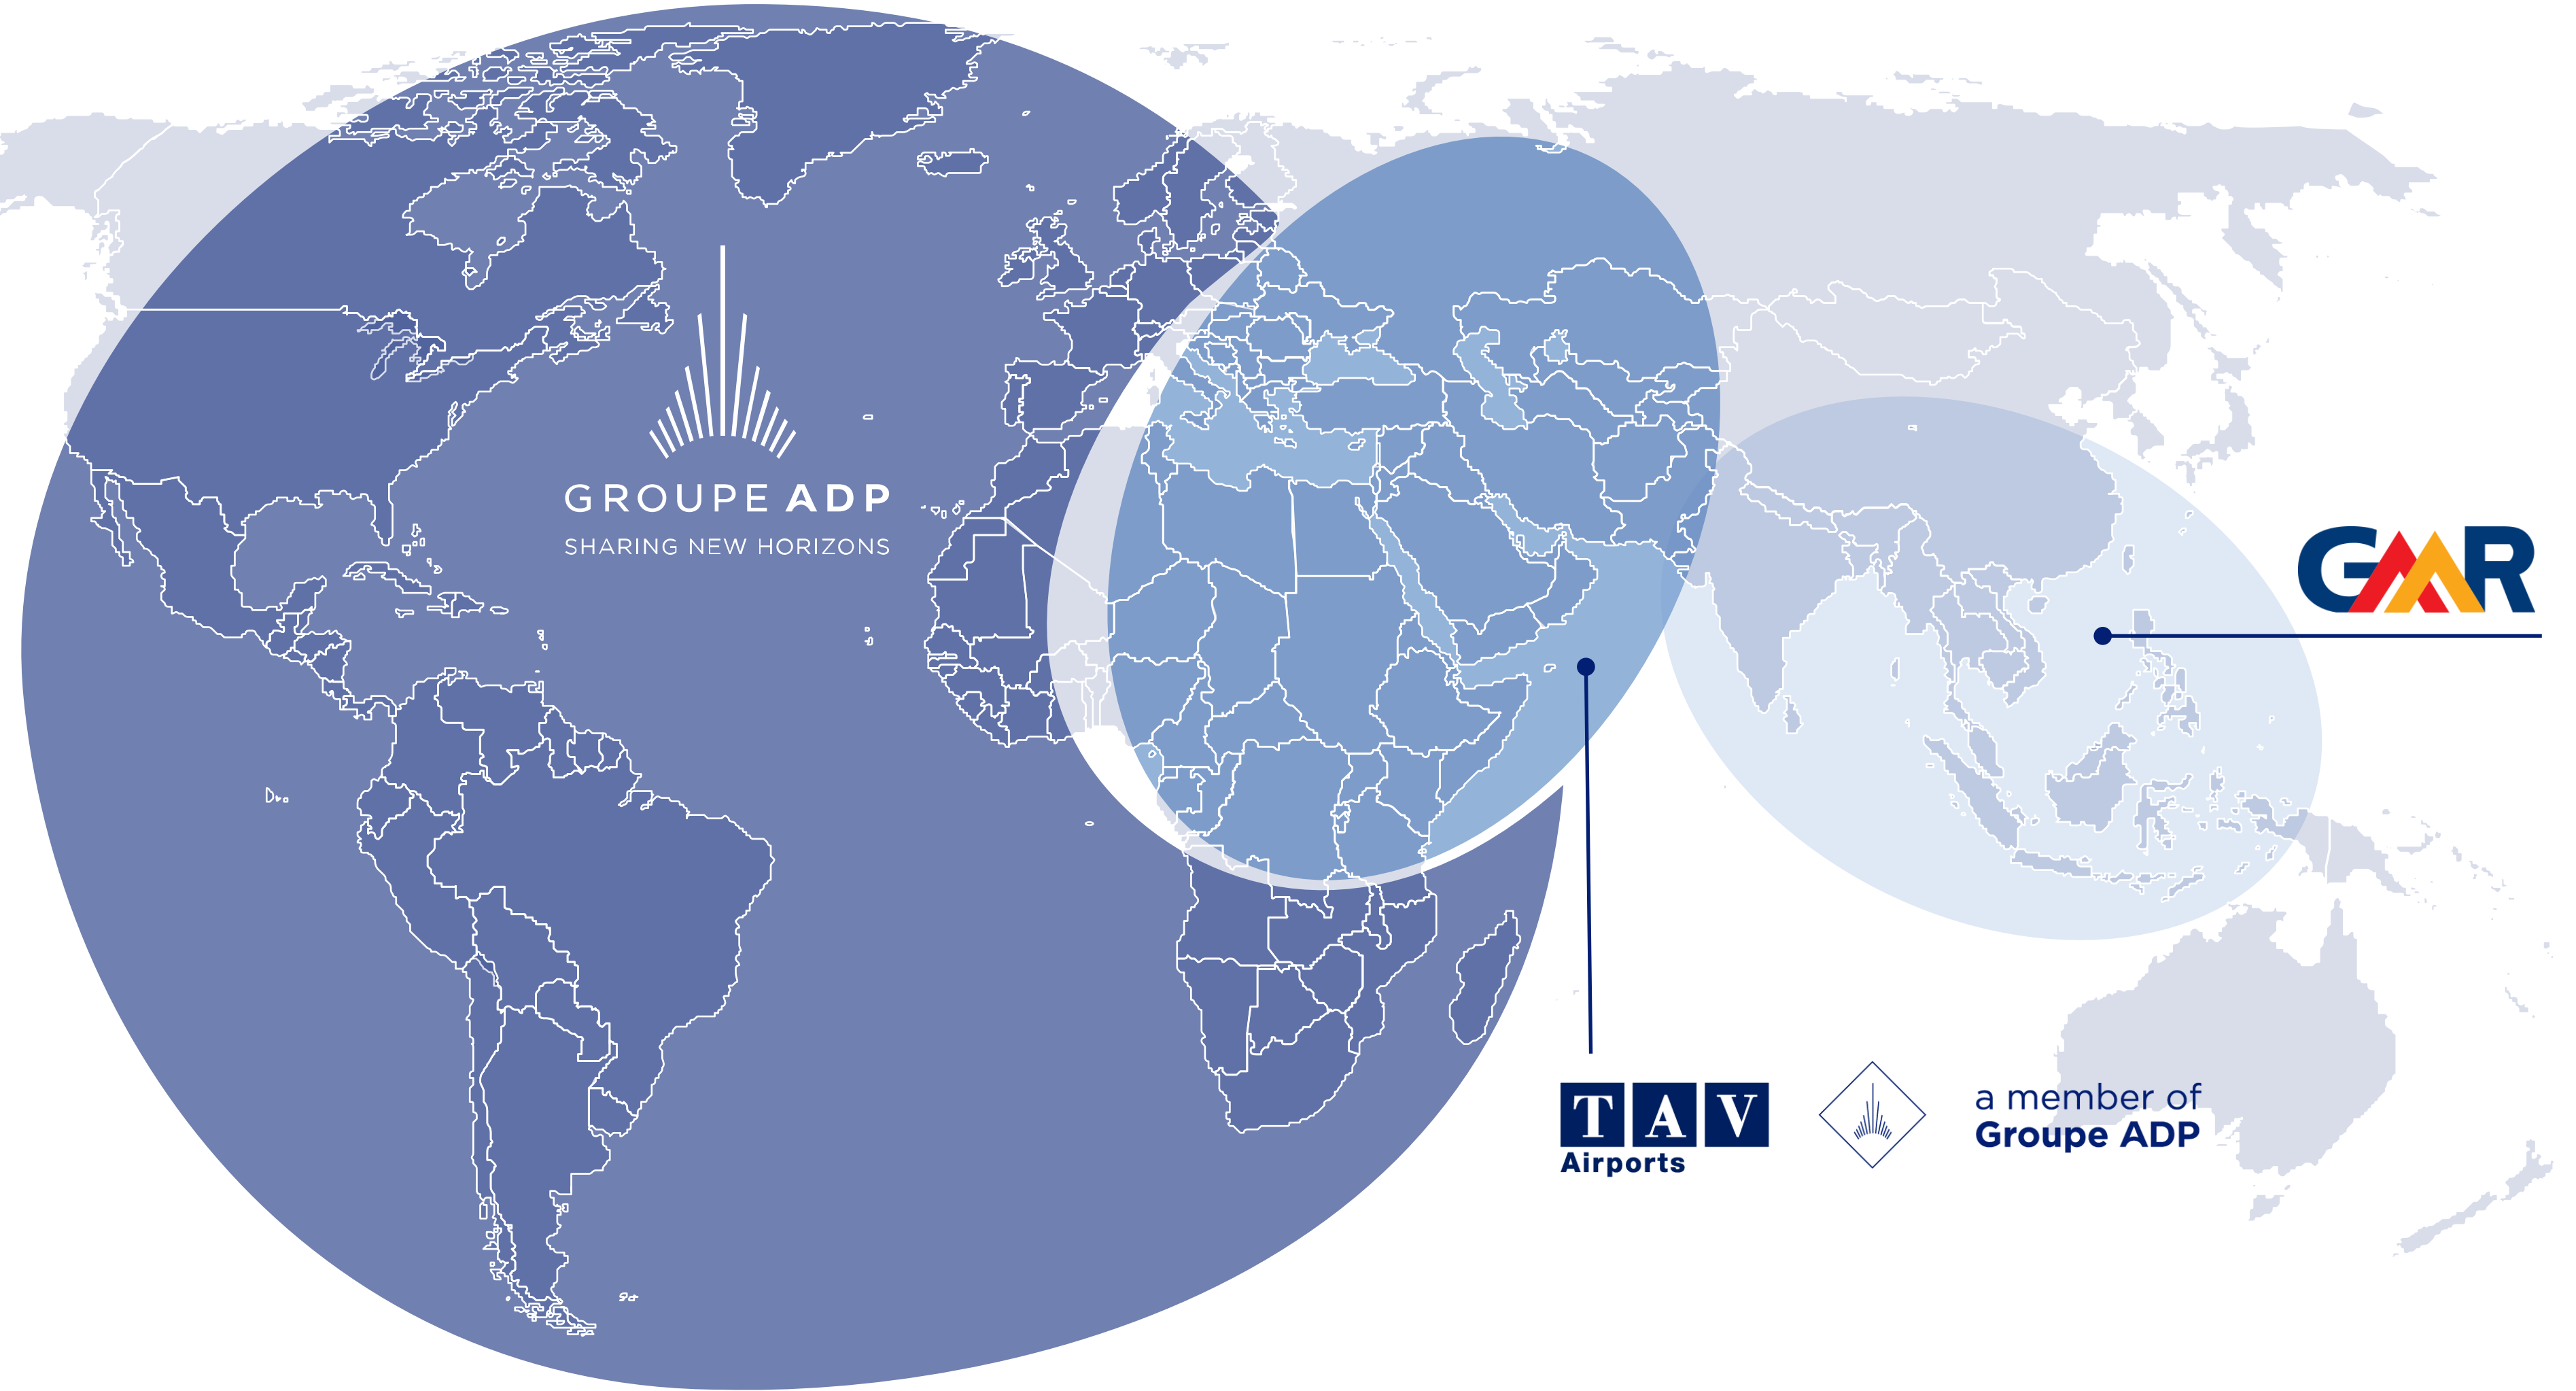 GROUPE ADP
SHARING NEW HORIZONS
GMR
TAV
Airports
a member of
Groupe ADP